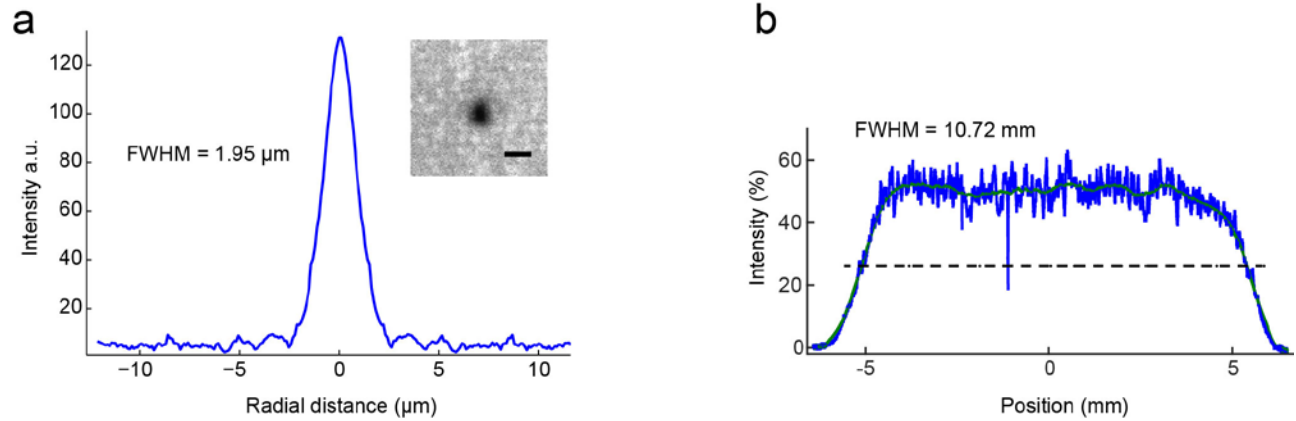 a
120
100
80
60
40
20
Intensity a.u.
FWHM = 1.95 µm
−10 −5 0 5 10
Radial distance (µm)
b
FWHM = 10.72 mm
60
40
20
0
Intensity (%)
-5 0 5
Position (mm)